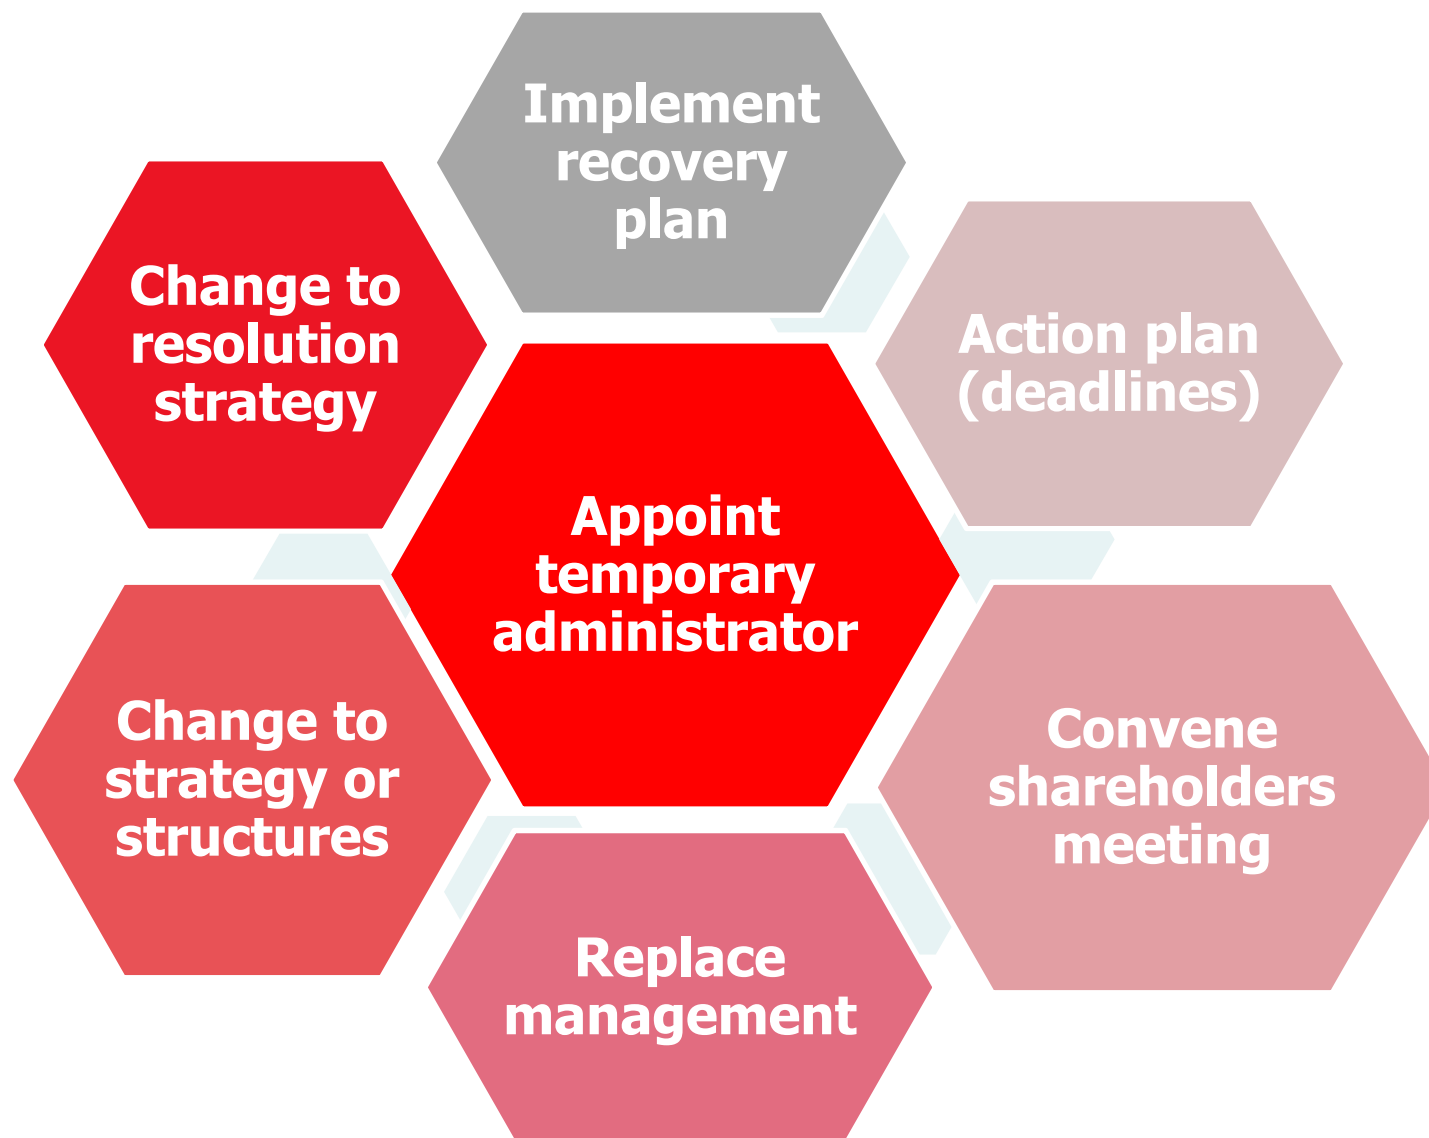 Implement
recovery
plan
Action plan
(deadlines)
Convene
shareholders
meeting
Replace
management
Change to
strategy or
structures
Change to
resolution
strategy
Appoint
temporary
administrator